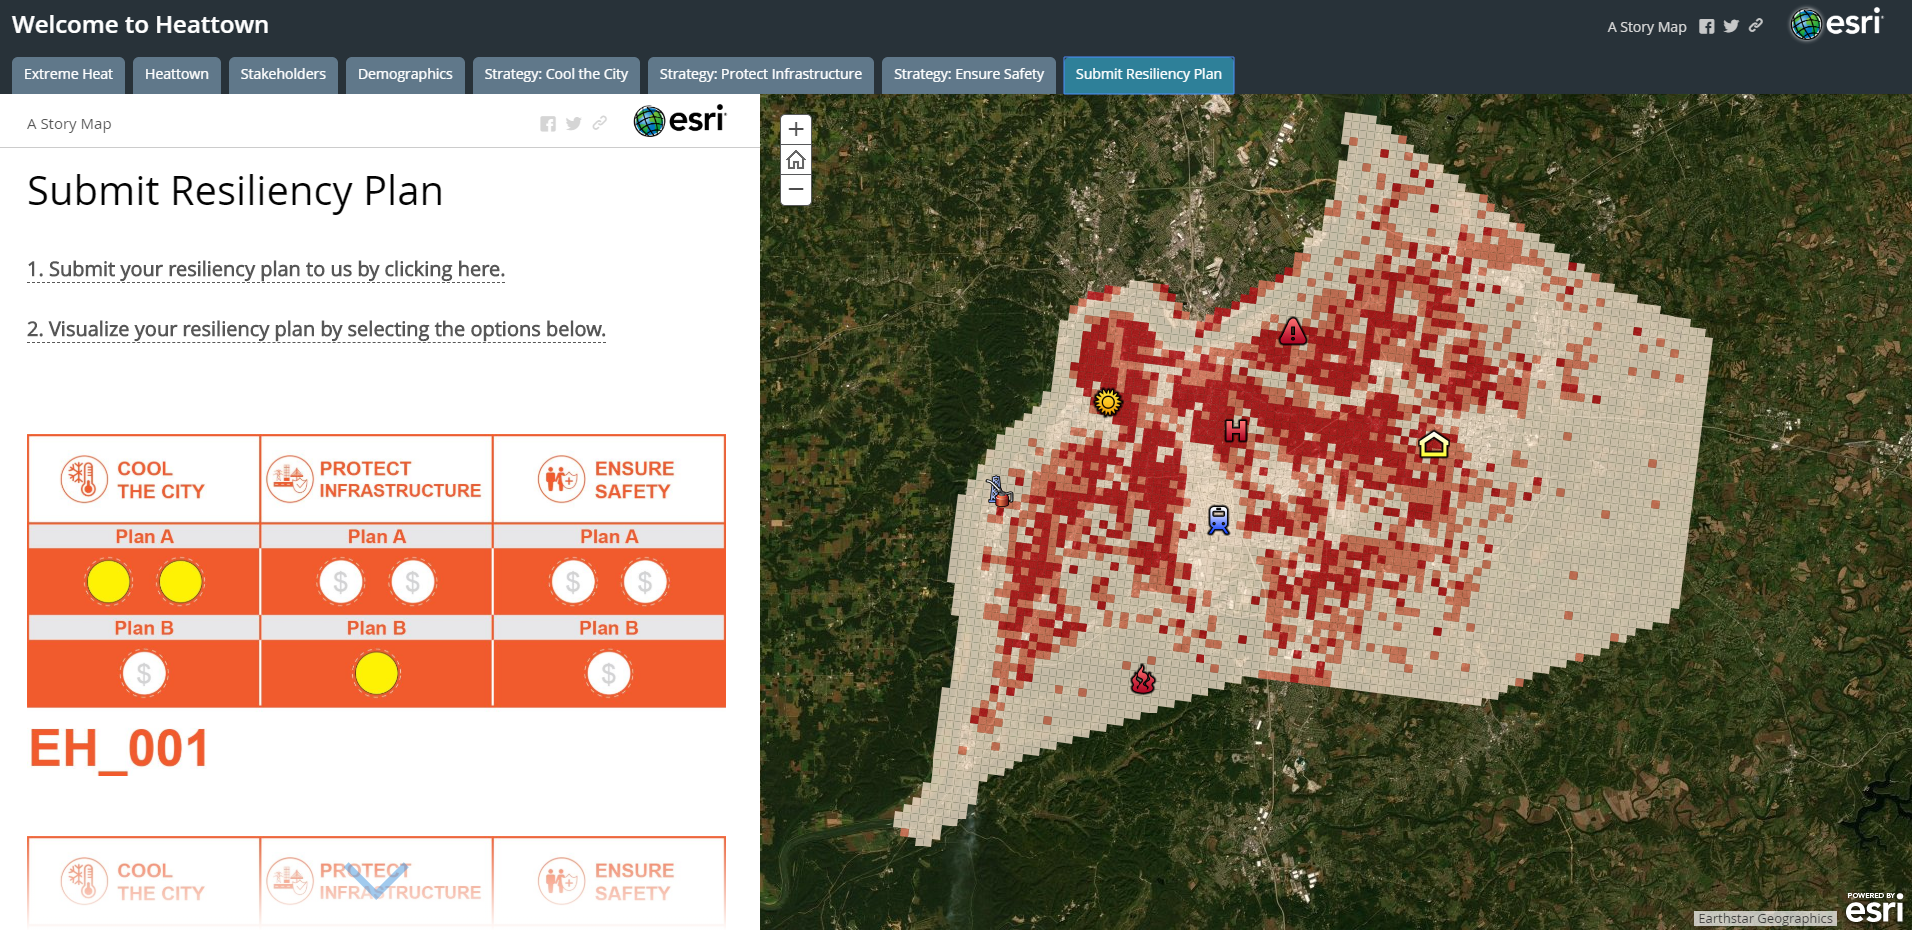 Welcome to Heattown
A Story Map
esri
Extreme Heat
Heattown
Stakeholders
Demographics
Strategy: Cool the City
Strategy: Protect Infrastructure
Strategy: Ensure Safety
Submit Resiliency Plan
A Story Map
esri
Submit Resiliency Plan
1. Submit your resiliency plan to us by clicking here.
2. Visualize your resiliency plan by selecting the options below.
COOL
THE CITY
PROTECT
INFRASTRUCTURE
ENSURE
SAFETY
Plan A
Plan A
Plan A
$ $
$ $
Plan B
Plan B
Plan B
$
$
EH_001
COOL
THE CITY
PROTECT
INFRASTRUCTURE
ENSURE
SAFETY
H
POWERED BY
esri
Earthstar Geographics